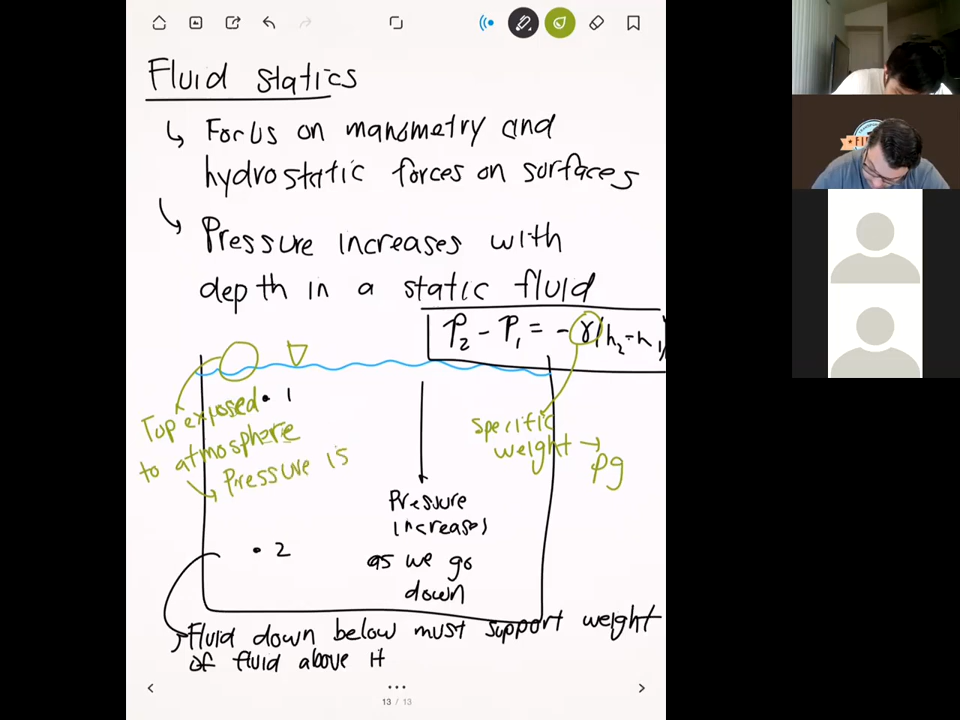 Fluid statics
↳ Focus on manometry and
hydrostatic forces on surfaces
↳ Pressure increases with
depth in a static fluid
P₂ - P₁ = - γ(h₂ - h₁)
• 1
Top exposed
to atmosphere
↳ Pressure is
specific
weight →
ρg
Pressure
increases
as we go
down
• 2
Fluid down below must support weight
of fluid above it
13 / 13